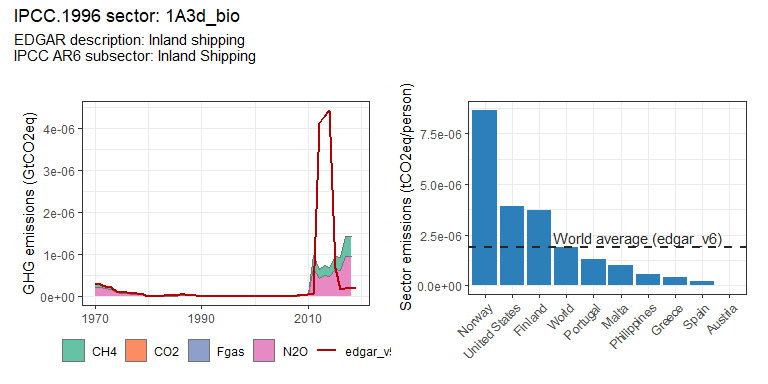 IPCC.1996 sector: 1A3d_bio
EDGAR description: Inland shipping
IPCC AR6 subsector: Inland Shipping
GHG emissions (GtCO2eq)
4e-06
3e-06
2e-06
1e-06
0e+00
1970
1990
2010
CH4
CO2
Fgas
N2O
edgar_v5
Sector emissions (tCO2eq/person)
7.5e-06
5.0e-06
2.5e-06
0.0e+00
World average (edgar_v6)
Norway
United States
Finland
World
Portugal
Malta
Philippines
Greece
Spain
Austria